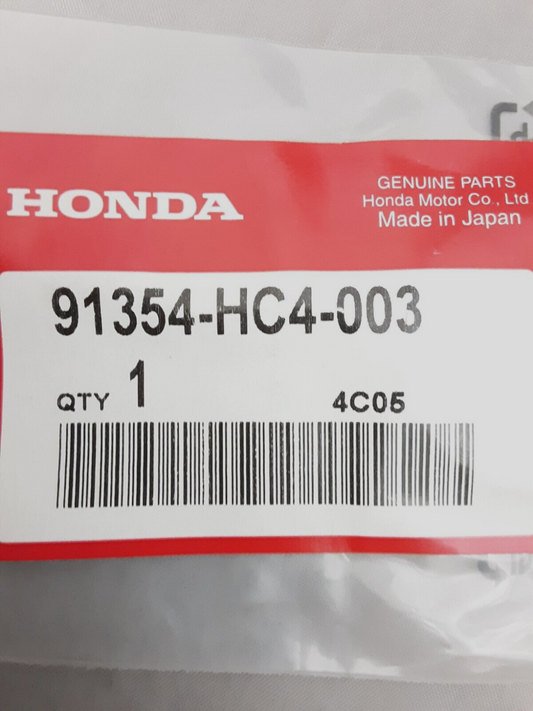 HONDA
GENUINE PARTS
Honda Motor Co., Ltd
Made in Japan
91354-HC4-003
QTY 1
4C05